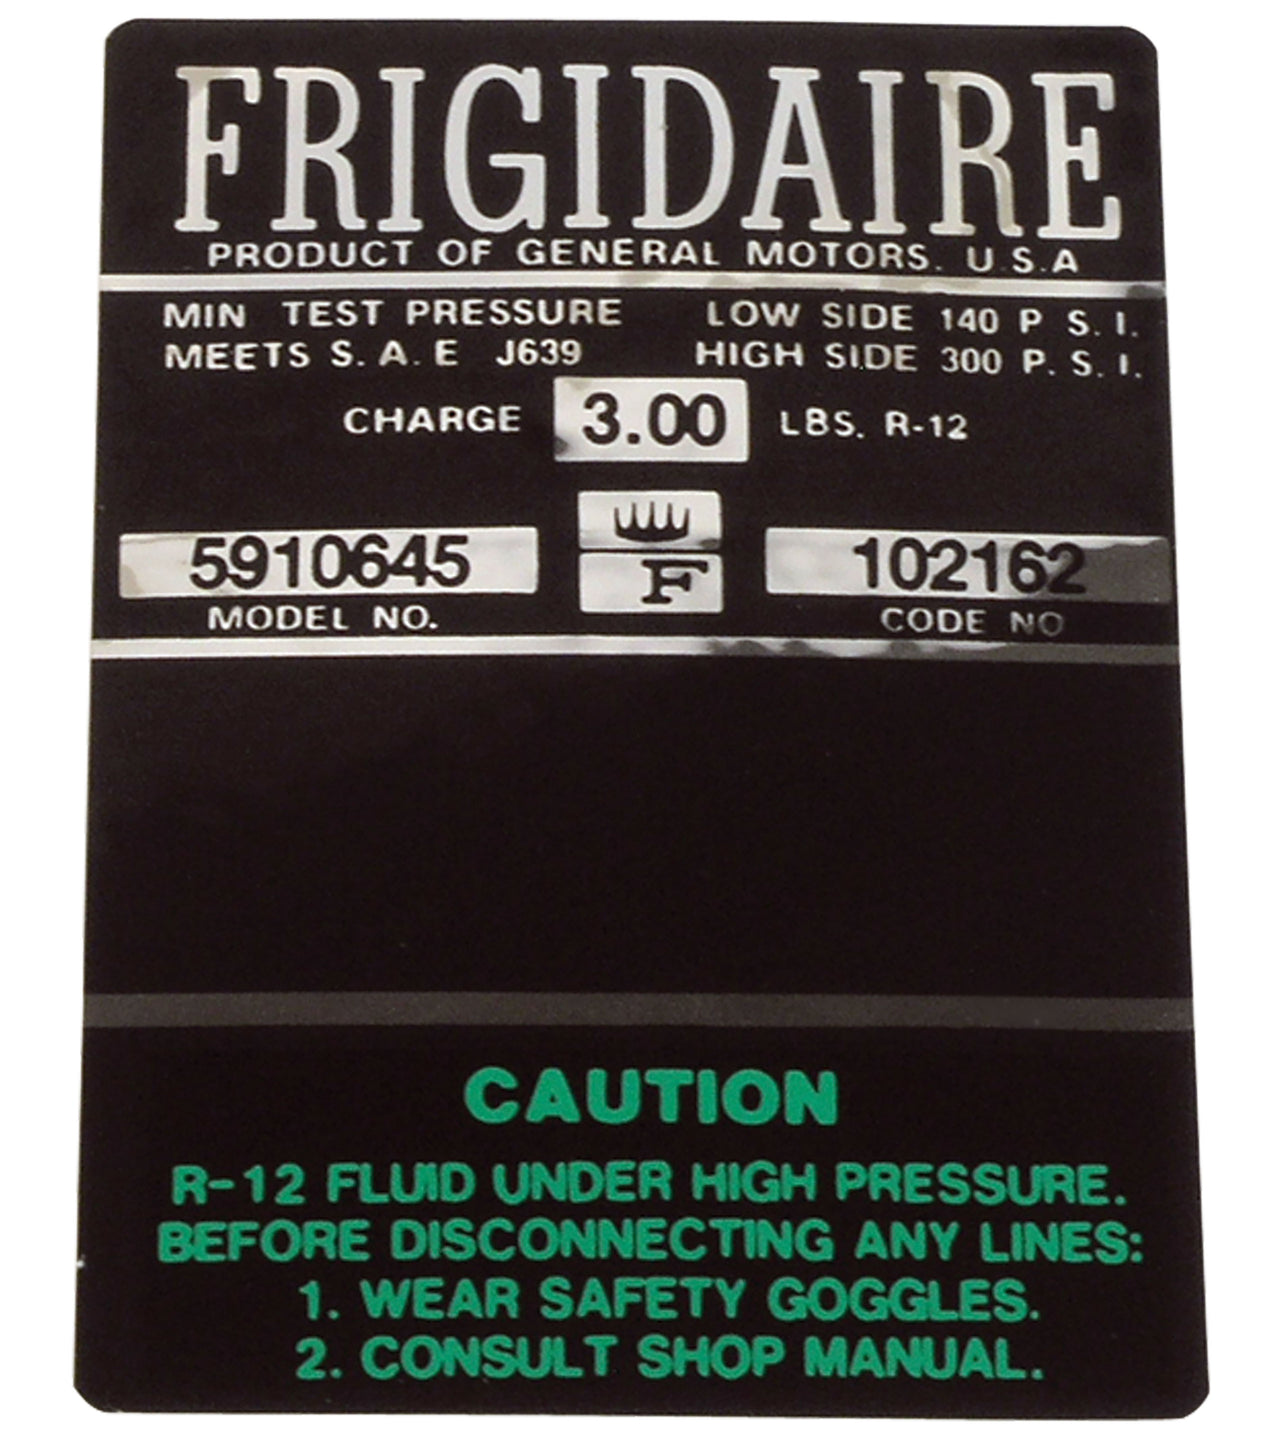 FRIGIDAIRE
PRODUCT OF GENERAL MOTORS. U.S.A
MIN TEST PRESSURE LOW SIDE 140 P S. I.
MEETS S. A. E J639 HIGH SIDE 300 P. S. I.
CHARGE 3.00 LBS. R-12
5910645 F 102162
MODEL NO. CODE NO
CAUTION
R-12 FLUID UNDER HIGH PRESSURE.
BEFORE DISCONNECTING ANY LINES:
1. WEAR SAFETY GOGGLES.
2. CONSULT SHOP MANUAL.